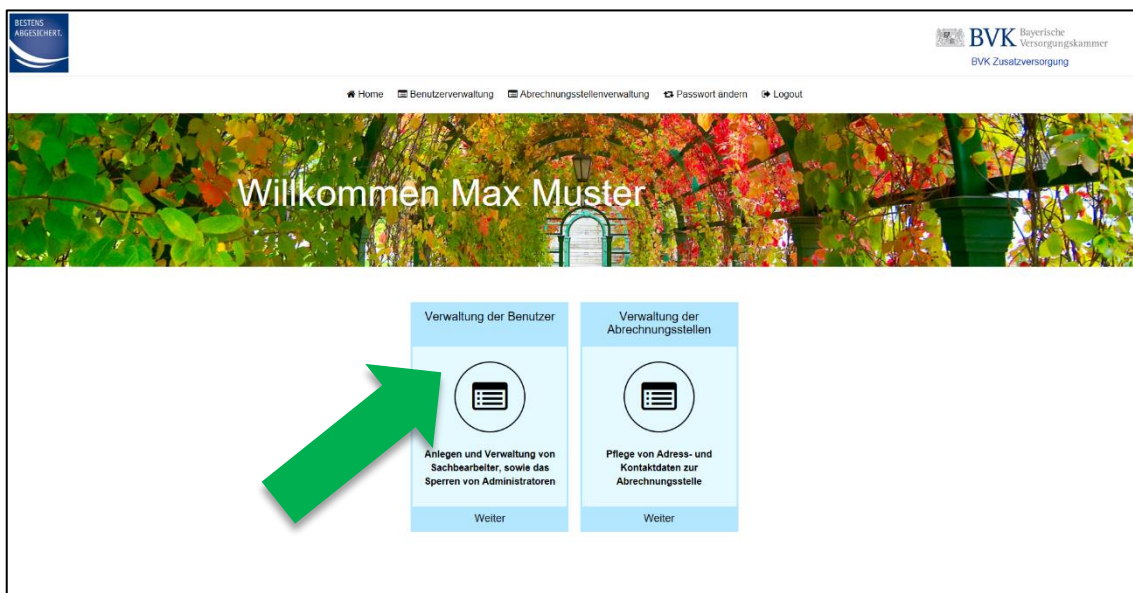 BESTENS
ABGESICHERT.
BVK Bayerische
Versorgungskammer
BVK Zusatzversorgung
Home Benutzerverwaltung Abrechnungsstellenverwaltung Passwort ändern Logout
Willkommen Max Muster
Verwaltung der Benutzer
Anlegen und Verwaltung von
Sachbearbeiter, sowie das
Sperren von Administratoren
Weiter
Verwaltung der
Abrechnungsstellen
Pflege von Adress- und
Kontaktdaten zur
Abrechnungsstelle
Weiter